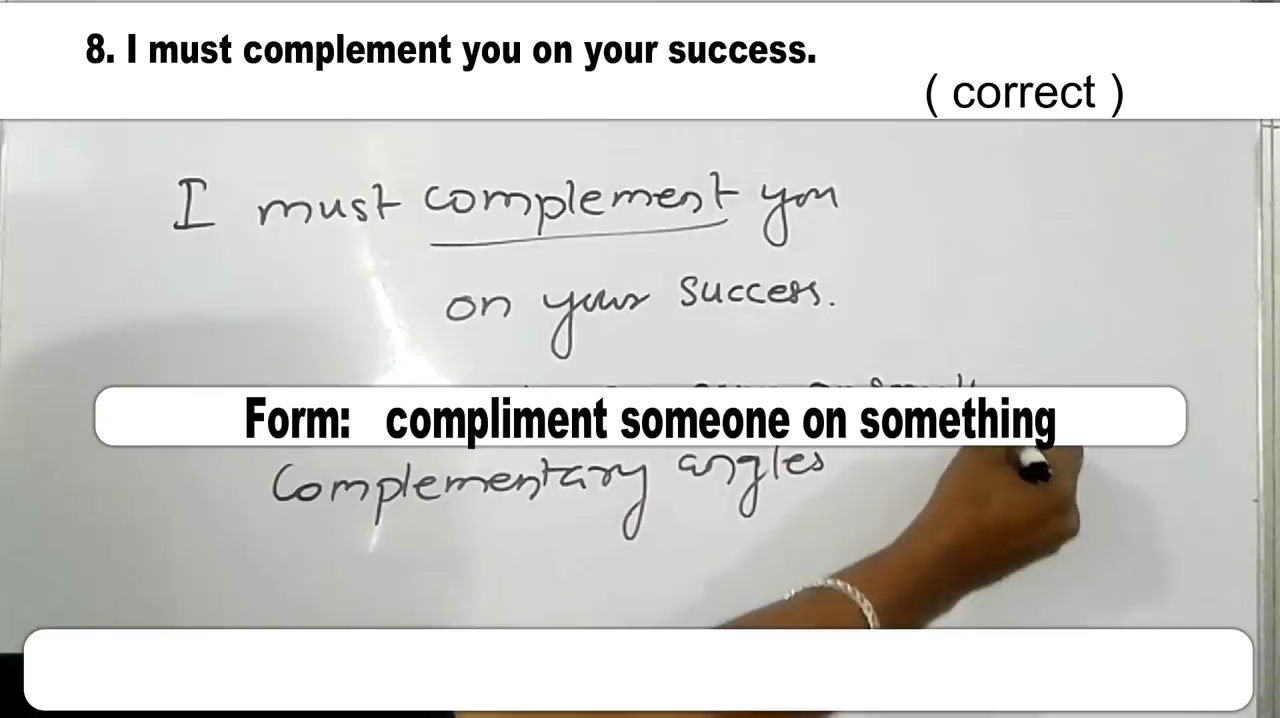 8. I must complement you on your success.
( correct )
I must complement you
on your success.
Form: compliment someone on something
Complementary angles